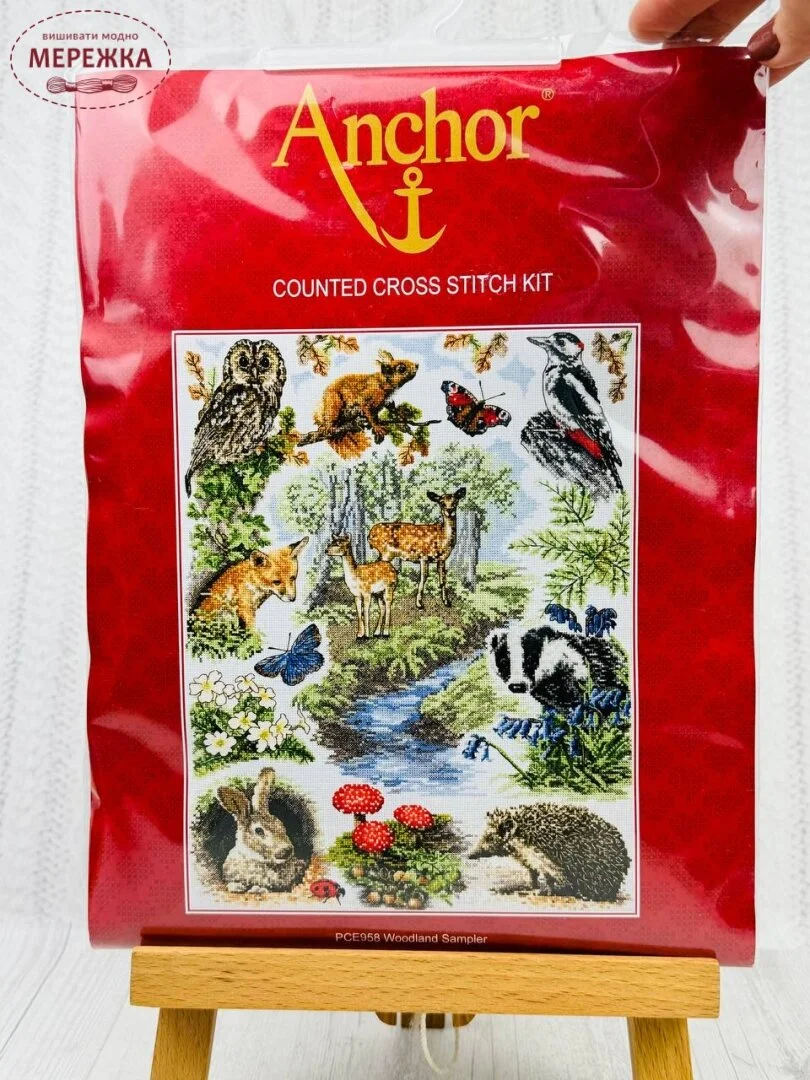 вишивати модно
МЕРЕЖКА
Anchor®
COUNTED CROSS STITCH KIT
PCE958 Woodland Sampler